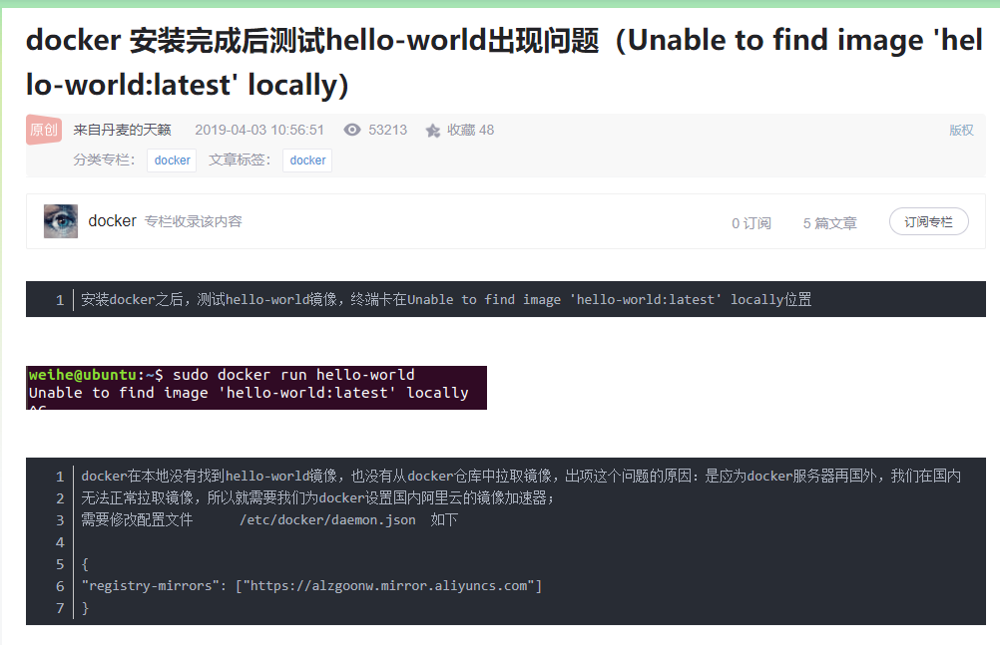 docker 安装完成后测试hello-world出现问题（Unable to find image 'hel
lo-world:latest' locally）
原创 来自丹麦的天籁 2019-04-03 10:56:51 53213 收藏 48 版权
分类专栏： docker 文章标签： docker
docker 专栏收录该内容 0 订阅 5 篇文章 订阅专栏
1 安装docker之后，测试hello-world镜像，终端卡在Unable to find image 'hello-world:latest' locally位置
weihe@ubuntu:~$ sudo docker run hello-world
Unable to find image 'hello-world:latest' locally
1 docker在本地没有找到hello-world镜像，也没有从docker仓库中拉取镜像，出项这个问题的原因：是应为docker服务器再国外，我们在国内
2 无法正常拉取镜像，所以就需要我们为docker设置国内阿里云的镜像加速器；
3 需要修改配置文件 /etc/docker/daemon.json 如下
4
5 {
6 "registry-mirrors": ["https://alzgoonw.mirror.aliyuncs.com"]
7 }